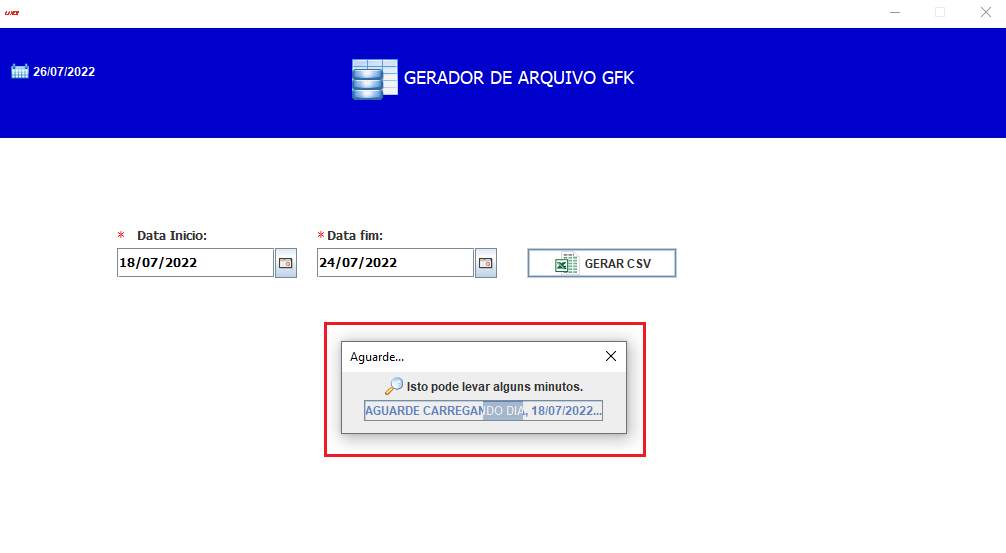 uxa
26/07/2022
GERADOR DE ARQUIVO GFK
* Data Inicio:
* Data fim:
18/07/2022
24/07/2022
GERAR CSV
Aguarde...
Isto pode levar alguns minutos.
AGUARDE CARREGANDO DIA, 18/07/2022...